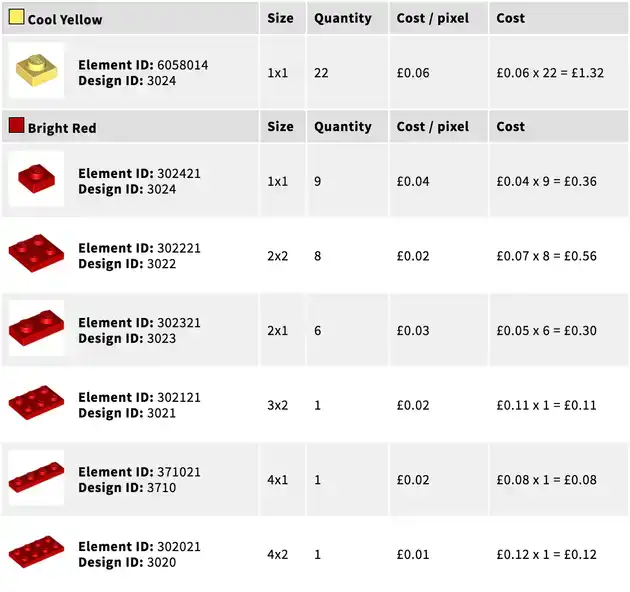 Cool Yellow Size Quantity Cost / pixel Cost
Element ID: 6058014
Design ID: 3024
1x1 22 £0.06 £0.06 x 22 = £1.32
Bright Red Size Quantity Cost / pixel Cost
Element ID: 302421
Design ID: 3024
1x1 9 £0.04 £0.04 x 9 = £0.36
Element ID: 302221
Design ID: 3022
2x2 8 £0.02 £0.07 x 8 = £0.56
Element ID: 302321
Design ID: 3023
2x1 6 £0.03 £0.05 x 6 = £0.30
Element ID: 302121
Design ID: 3021
3x2 1 £0.02 £0.11 x 1 = £0.11
Element ID: 371021
Design ID: 3710
4x1 1 £0.02 £0.08 x 1 = £0.08
Element ID: 302021
Design ID: 3020
4x2 1 £0.01 £0.12 x 1 = £0.12